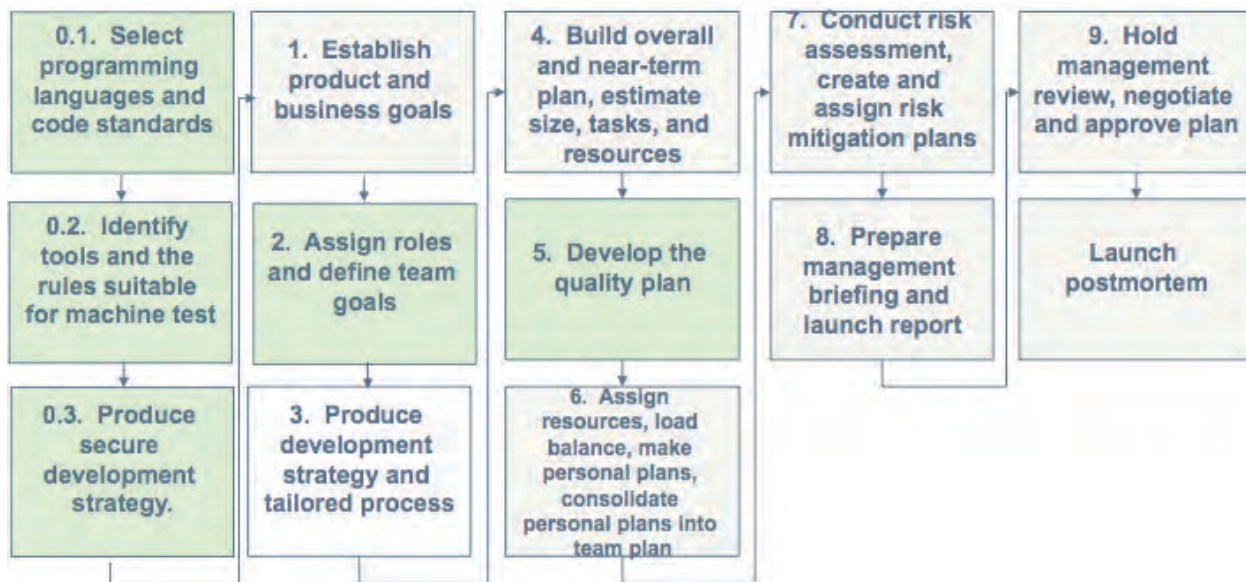 0.1. Select
programming
languages and
code standards
0.2. Identify
tools and the
rules suitable
for machine test
0.3. Produce
secure
development
strategy.
1. Establish
product and
business goals
2. Assign roles
and define team
goals
3. Produce
development
strategy and
tailored process
4. Build overall
and near-term
plan, estimate
size, tasks, and
resources
5. Develop the
quality plan
6. Assign
resources, load
balance, make
personal plans,
consolidate
personal plans into
team plan
7. Conduct risk
assessment,
create and
assign risk
mitigation plans
8. Prepare
management
briefing and
launch report
9. Hold
management
review, negotiate
and approve plan
Launch
postmortem